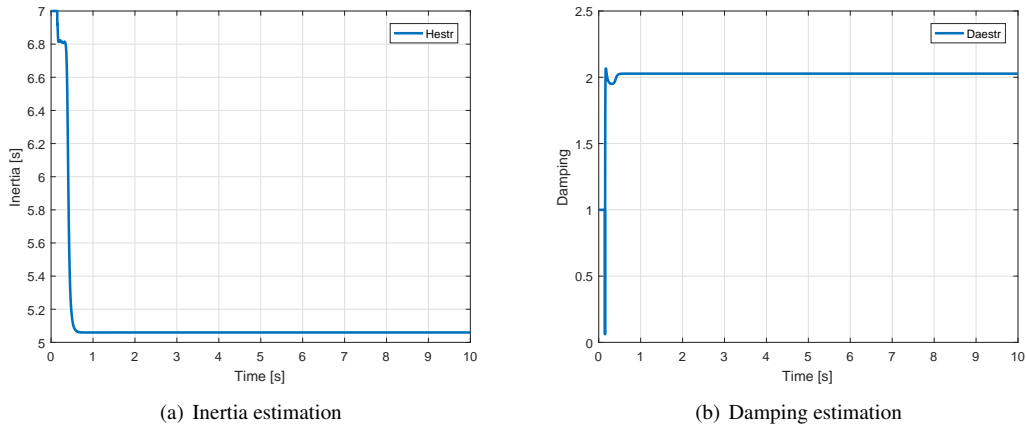 7
6.8
6.6
6.4
6.2
6
5.8
5.6
5.4
5.2
5
Inertia [s]
Hestr
0 1 2 3 4 5 6 7 8 9 10
Time [s]
(a) Inertia estimation
2.5
2
1.5
1
0.5
0
Damping
Daestr
0 1 2 3 4 5 6 7 8 9 10
Time [s]
(b) Damping estimation